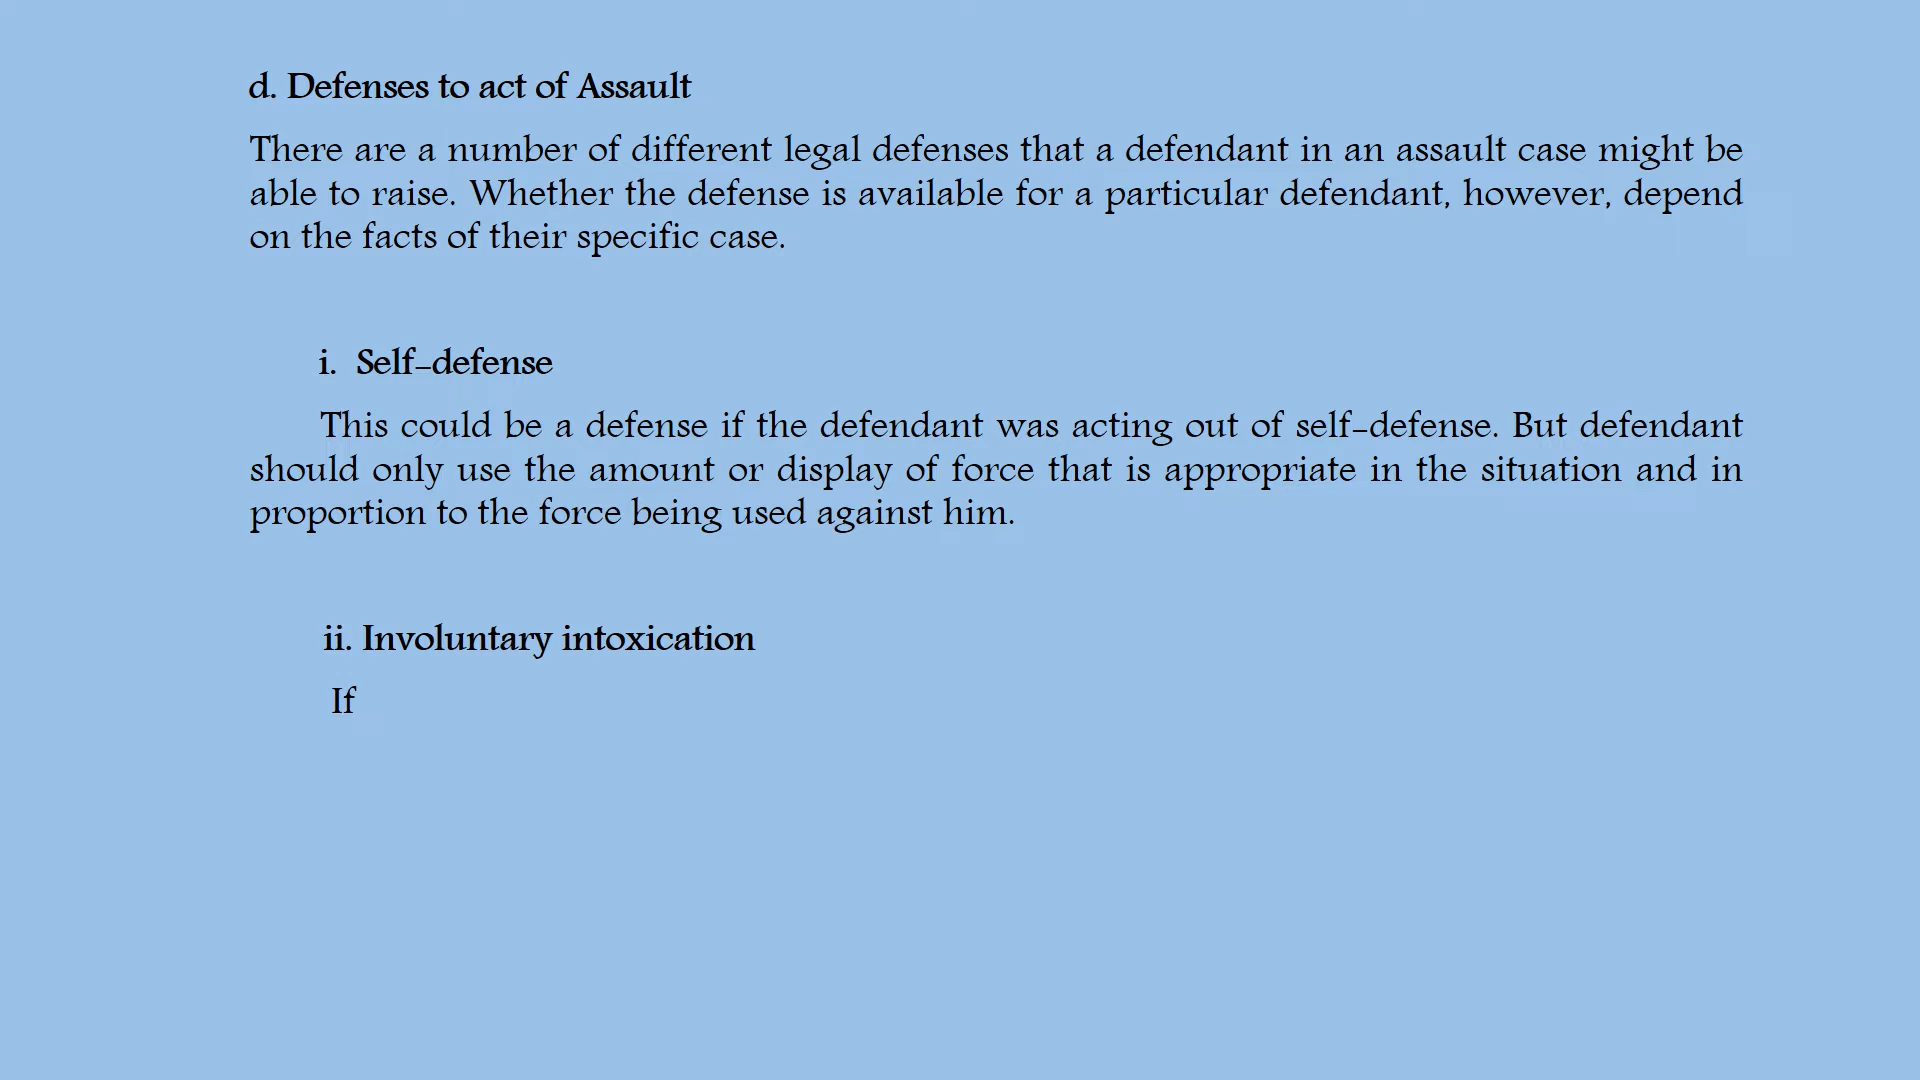 d. Defenses to act of Assault
There are a number of different legal defenses that a defendant in an assault case might be
able to raise. Whether the defense is available for a particular defendant, however, depend
on the facts of their specific case.
i. Self-defense
This could be a defense if the defendant was acting out of self-defense. But defendant
should only use the amount or display of force that is appropriate in the situation and in
proportion to the force being used against him.
ii. Involuntary intoxication
If